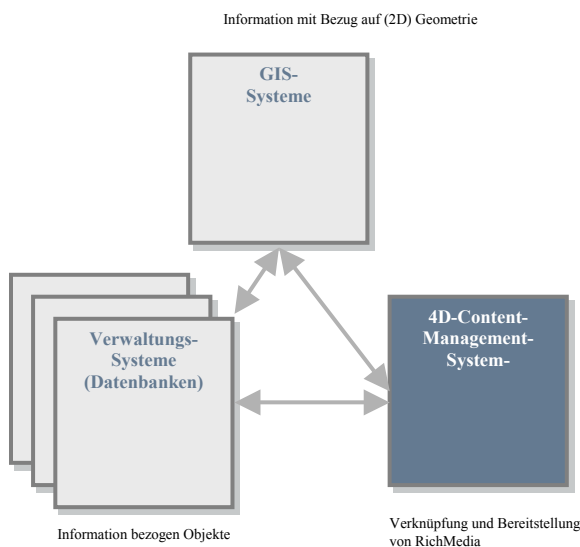 Information mit Bezug auf (2D) Geometrie
GIS-
Systeme
Verwaltungs-
Systeme
(Datenbanken)
4D-Content-
Management-
System-
Information bezogen Objekte
Verknüpfung und Bereitstellung
von RichMedia